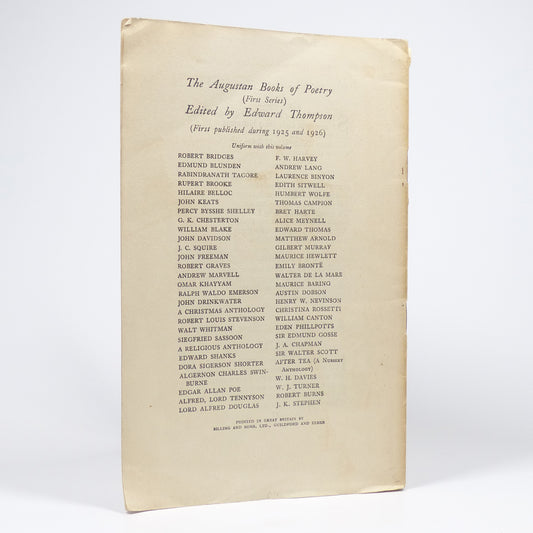 The Augustan Books of Poetry
(First Series)
Edited by Edward Thompson
(First published during 1925 and 1926)
Uniform with this volume
ROBERT BRIDGES
EDMUND BLUNDEN
RABINDRANATH TAGORE
RUPERT BROOKE
HILAIRE BELLOC
JOHN KEATS
PERCY BYSSHE SHELLEY
G. K. CHESTERTON
WILLIAM BLAKE
JOHN DAVIDSON
J. C. SQUIRE
JOHN FREEMAN
ROBERT GRAVES
ANDREW MARVELL
OMAR KHAYYAM
RALPH WALDO EMERSON
JOHN DRINKWATER
A CHRISTMAS ANTHOLOGY
ROBERT LOUIS STEVENSON
WALT WHITMAN
SIEGFRIED SASSOON
A RELIGIOUS ANTHOLOGY
EDWARD SHANKS
DORA SIGERSON SHORTER
ALGERNON CHARLES SWIN-
BURNE
EDGAR ALLAN POE
ALFRED, LORD TENNYSON
LORD ALFRED DOUGLAS
F. W. HARVEY
ANDREW LANG
LAURENCE BINYON
EDITH SITWELL
HUMBERT WOLFE
THOMAS CAMPION
BRET HARTE
ALICE MEYNELL
EDWARD THOMAS
MATTHEW ARNOLD
GILBERT MURRAY
MAURICE HEWLETT
EMILY BRONTË
WALTER DE LA MARE
MAURICE BARING
AUSTIN DOBSON
HENRY W. NEVINSON
CHRISTINA ROSSETTI
WILLIAM CANTON
EDEN PHILLPOTTS
SIR EDMUND GOSSE
J. A. CHAPMAN
SIR WALTER SCOTT
AFTER TEA (A NURSERY
ANTHOLOGY)
W. H. DAVIES
W. J. TURNER
ROBERT BURNS
J. K. STEPHEN
PRINTED IN GREAT BRITAIN BY
BILLING AND SONS, LTD., GUILDFORD AND ESHER